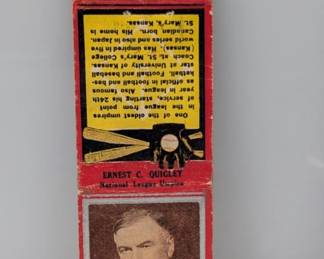 One of the oldest umpires
in the league from point
of service, starting his 24th
year in league. Also famous
as official in football and bas-
ketball. Football and baseball
star at University of Kansas.
Coach St. Mary's College
(Kansas). Has umpired in five
world series and also in Japan.
Canadian born. His home is
St. Mary's, Kansas.
ERNEST C. QUIGLEY
National League Umpire